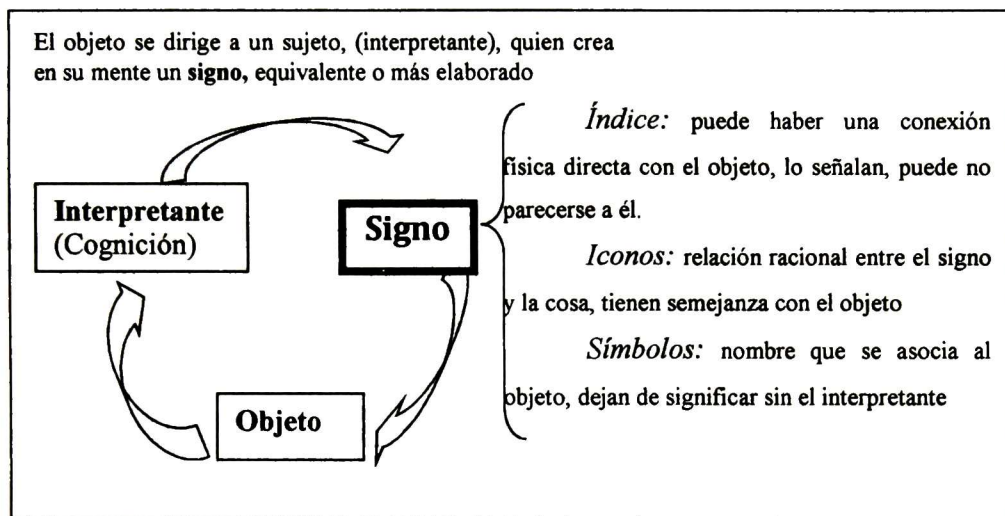 El objeto se dirige a un sujeto, (interpretante), quien crea
en su mente un signo, equivalente o más elaborado
Interpretante
(Cognición)
Signo
Objeto
Índice: puede haber una conexión
física directa con el objeto, lo señalan, puede no
parecerse a él.
Iconos: relación racional entre el signo
y la cosa, tienen semejanza con el objeto
Símbolos: nombre que se asocia al
objeto, dejan de significar sin el interpretante